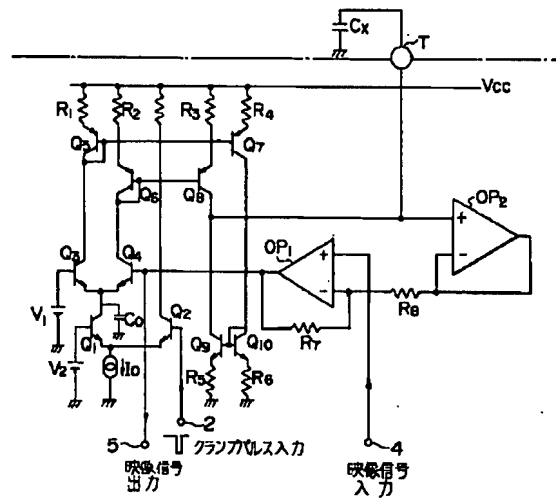 Cx
T
Vcc
R1
R2
R3
R4
Q5
Q7
Q6
Q8
OP2
+
-
Q3
Q4
OP1
+
-
R8
V1
C0
Q2
R7
Q1
Q9
Q10
V2
I0
R5
R6
5
2
4
映像信号
出力
クランプパルス入力
映像信号
入力